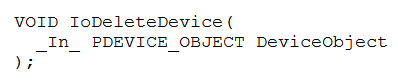 VOID IoDeleteDevice(
  _In_ PDEVICE_OBJECT DeviceObject
);